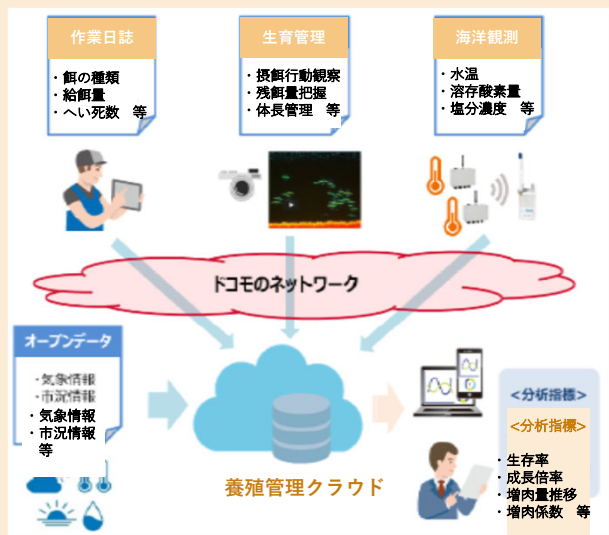 作業日誌
・餌の種類
・給餌量
・へい死数　等
生育管理
・摂餌行動観察
・残餌量把握
・体長管理　等
海洋観測
・水温
・溶存酸素量
・塩分濃度　等
ドコモのネットワーク
オープンデータ
・気象情報
・市況情報
・気象情報
・市況情報
等
養殖管理クラウド
<分析指標>
<分析指標>
・生存率
・成長倍率
・増肉量推移
・増肉係数　等